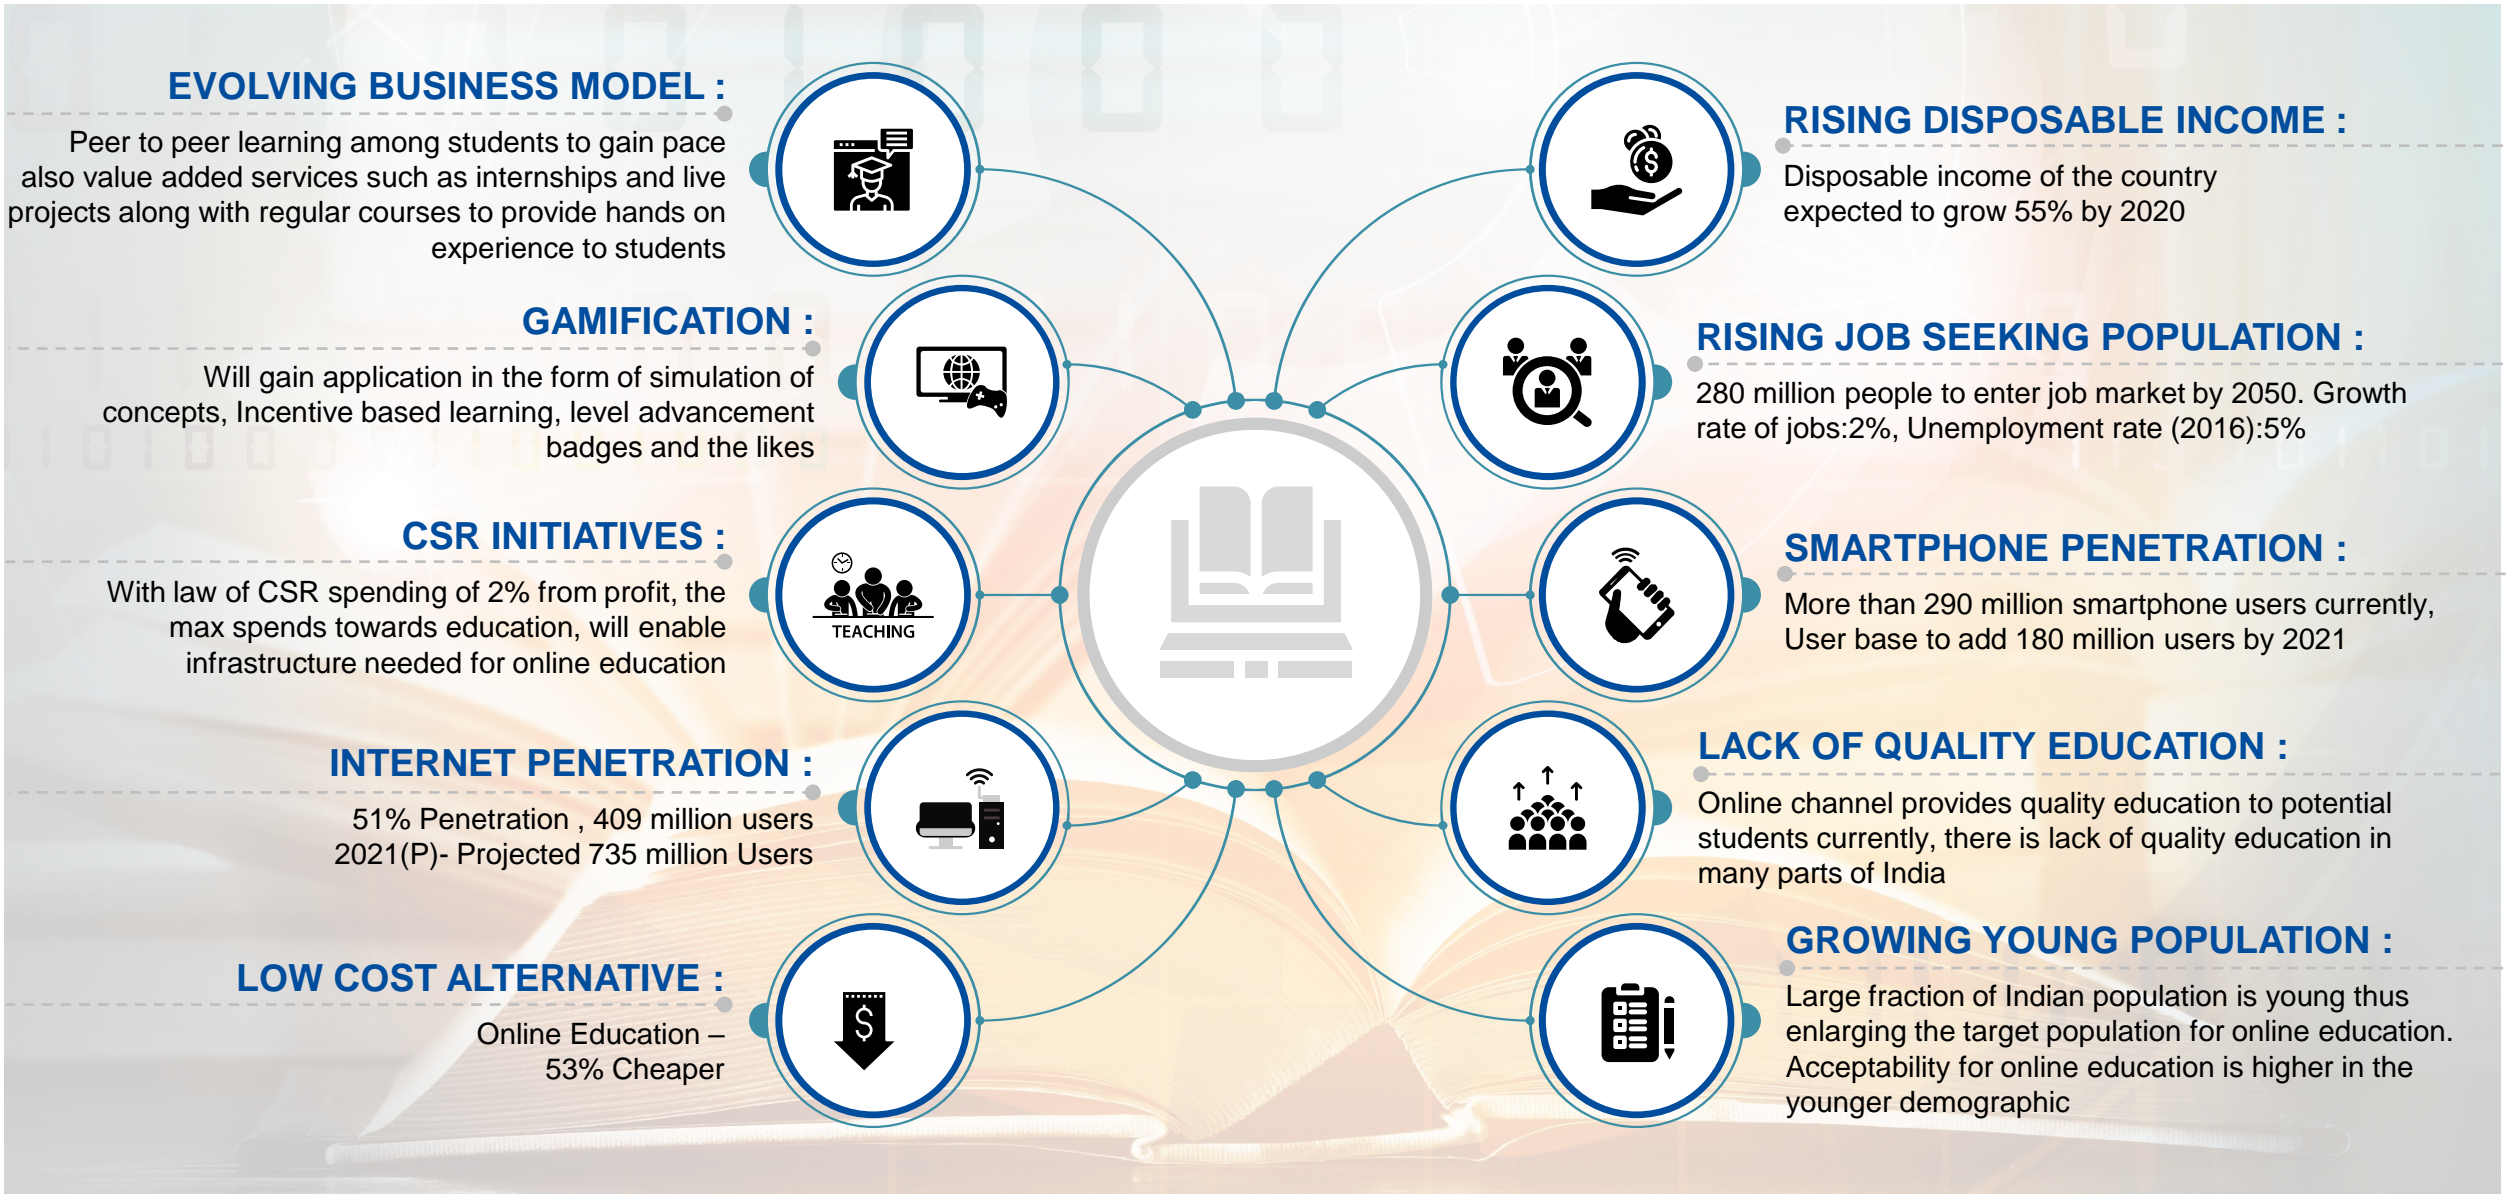 EVOLVING BUSINESS MODEL :
Peer to peer learning among students to gain pace
also value added services such as internships and live
projects along with regular courses to provide hands on
experience to students
GAMIFICATION :
Will gain application in the form of simulation of
concepts, Incentive based learning, level advancement
badges and the likes
CSR INITIATIVES :
With law of CSR spending of 2% from profit, the
max spends towards education, will enable
infrastructure needed for online education
TEACHING
INTERNET PENETRATION :
51% Penetration , 409 million users
2021(P)- Projected 735 million Users
LOW COST ALTERNATIVE :
Online Education –
53% Cheaper
RISING DISPOSABLE INCOME :
Disposable income of the country
expected to grow 55% by 2020
RISING JOB SEEKING POPULATION :
280 million people to enter job market by 2050. Growth
rate of jobs:2%, Unemployment rate (2016):5%
SMARTPHONE PENETRATION :
More than 290 million smartphone users currently,
User base to add 180 million users by 2021
LACK OF QUALITY EDUCATION :
Online channel provides quality education to potential
students currently, there is lack of quality education in
many parts of India
GROWING YOUNG POPULATION :
Large fraction of Indian population is young thus
enlarging the target population for online education.
Acceptability for online education is higher in the
younger demographic